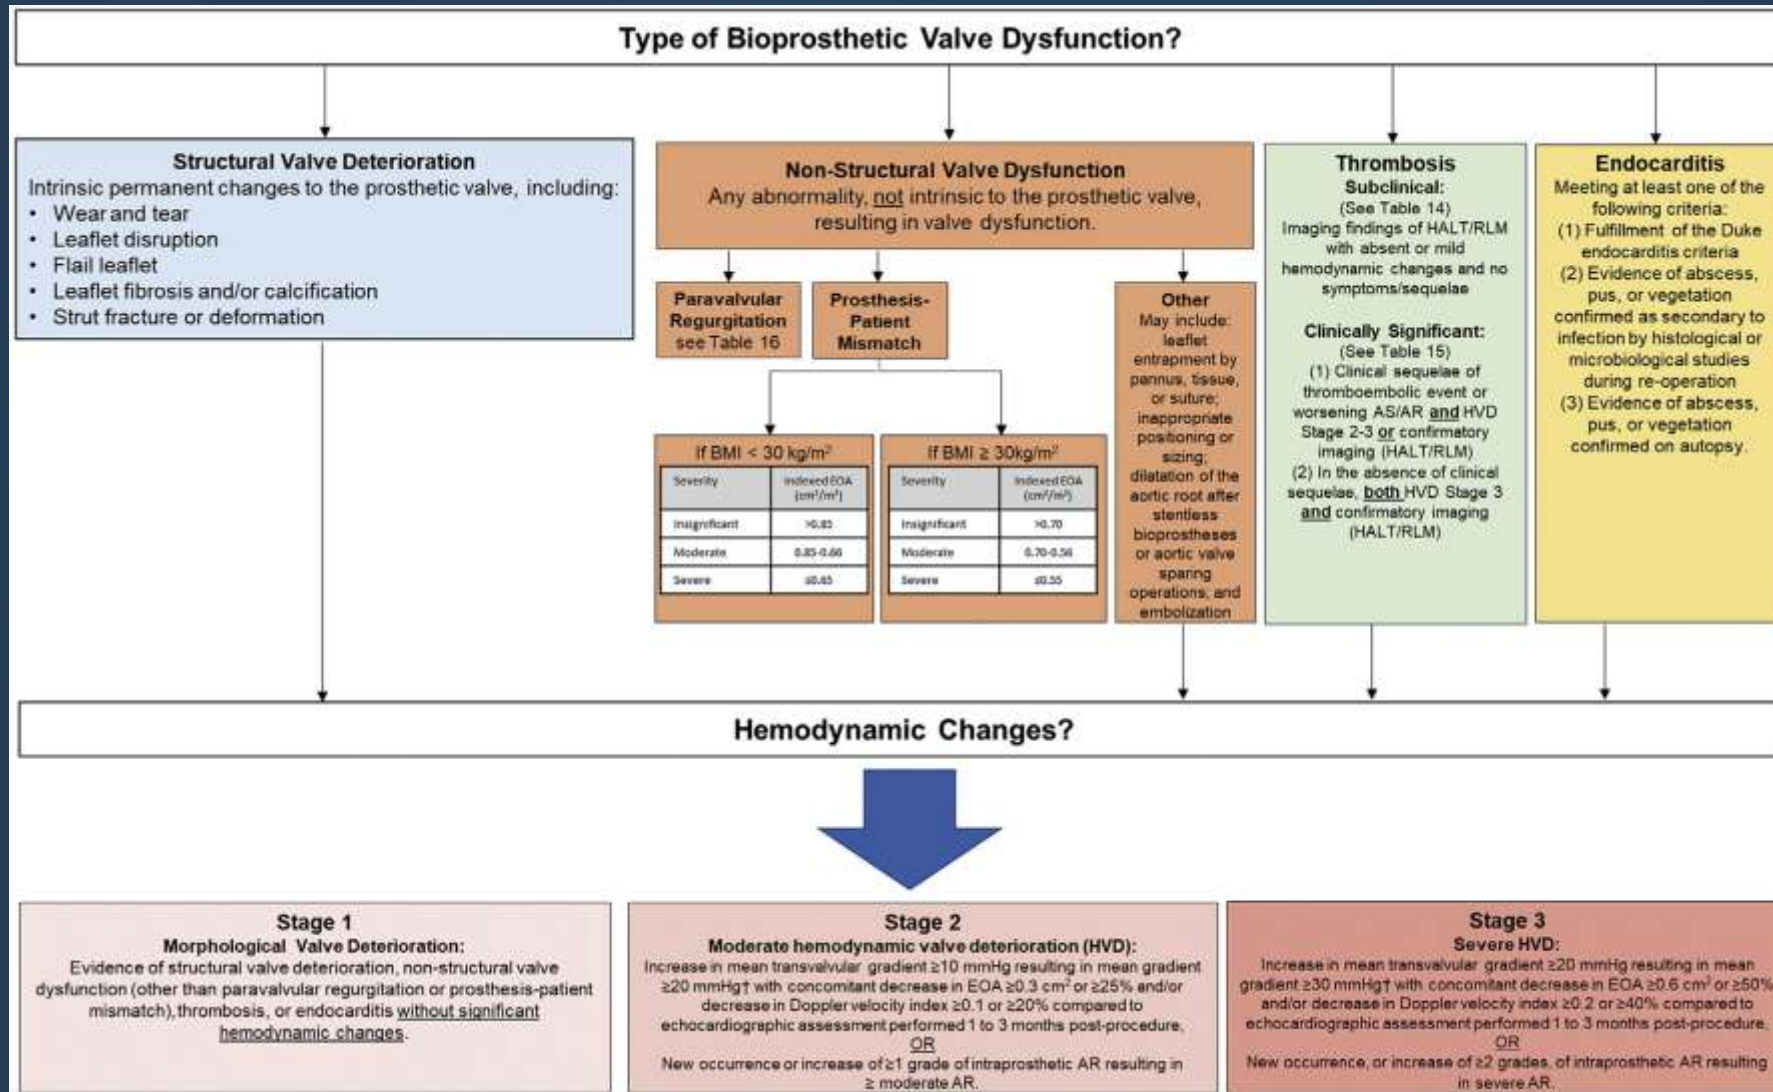 Type of Bioprosthetic Valve Dysfunction?
Structural Valve Deterioration
Intrinsic permanent changes to the prosthetic valve, including:
• Wear and tear
• Leaflet disruption
• Flail leaflet
• Leaflet fibrosis and/or calcification
• Strut fracture or deformation
Non-Structural Valve Dysfunction
Any abnormality, not intrinsic to the prosthetic valve,
resulting in valve dysfunction.
Paravalvular
Regurgitation
see Table 16
Prosthesis-
Patient
Mismatch
If BMI < 30 kg/m²
Severity Indexed EOA
(cm²/m²)
Insignificant >0.85
Moderate 0.85-0.66
Severe ≤0.65
If BMI ≥ 30kg/m²
Severity Indexed EOA
(cm²/m²)
Insignificant >0.70
Moderate 0.70-0.56
Severe ≤0.55
Other
May include:
leaflet
entrapment by
pannus, tissue,
or suture;
inappropriate
positioning or
sizing;
dilatation of the
aortic root after
stentless
bioprostheses
or aortic valve
sparing
operations; and
embolization
Thrombosis
Subclinical:
(See Table 14)
Imaging findings of HALT/RLM
with absent or mild
hemodynamic changes and no
symptoms/sequelae
Clinically Significant:
(See Table 15)
(1) Clinical sequelae of
thromboembolic event or
worsening AS/AR and HVD
Stage 2-3 or confirmatory
imaging (HALT/RLM)
(2) In the absence of clinical
sequelae, both HVD Stage 3
and confirmatory imaging
(HALT/RLM)
Endocarditis
Meeting at least one of the
following criteria:
(1) Fulfillment of the Duke
endocarditis criteria
(2) Evidence of abscess,
pus, or vegetation
confirmed as secondary to
infection by histological or
microbiological studies
during re-operation
(3) Evidence of abscess,
pus, or vegetation
confirmed on autopsy.
Hemodynamic Changes?
Stage 1
Morphological Valve Deterioration:
Evidence of structural valve deterioration, non-structural valve
dysfunction (other than paravalvular regurgitation or prosthesis-patient
mismatch), thrombosis, or endocarditis without significant
hemodynamic changes.
Stage 2
Moderate hemodynamic valve deterioration (HVD):
Increase in mean transvalvular gradient ≥10 mmHg resulting in mean gradient
≥20 mmHg† with concomitant decrease in EOA ≥0.3 cm² or ≥25% and/or
decrease in Doppler velocity index ≥0.1 or ≥20% compared to
echocardiographic assessment performed 1 to 3 months post-procedure,
OR
New occurrence or increase of ≥1 grade of intraprosthetic AR resulting in
≥ moderate AR.
Stage 3
Severe HVD:
Increase in mean transvalvular gradient ≥20 mmHg resulting in mean
gradient ≥30 mmHg† with concomitant decrease in EOA ≥0.6 cm² or ≥50%
and/or decrease in Doppler velocity index ≥0.2 or ≥40% compared to
echocardiographic assessment performed 1 to 3 months post-procedure,
OR
New occurrence, or increase of ≥2 grades, of intraprosthetic AR resulting
in severe AR.